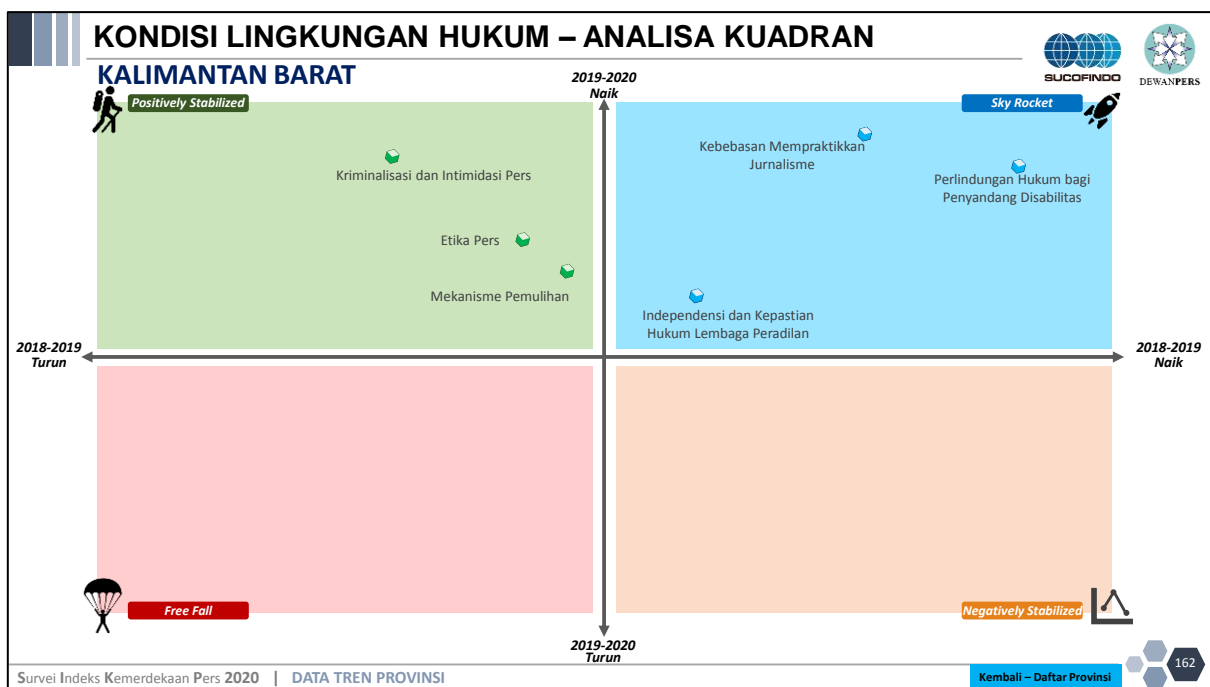 KONDISI LINGKUNGAN HUKUM – ANALISA KUADRAN
KALIMANTAN BARAT
SUCOFINDO
DEWANPERS
2019-2020
Naik
Positively Stabilized
Sky Rocket
Kebebasan Mempraktikkan
Jurnalisme
Kriminalisasi dan Intimidasi Pers
Perlindungan Hukum bagi
Penyandang Disabilitas
Etika Pers
Mekanisme Pemulihan
Independensi dan Kepastian
Hukum Lembaga Peradilan
2018-2019
Turun
2018-2019
Naik
Free Fall
Negatively Stabilized
2019-2020
Turun
Survei Indeks Kemerdekaan Pers 2020 | DATA TREN PROVINSI
Kembali – Daftar Provinsi
162